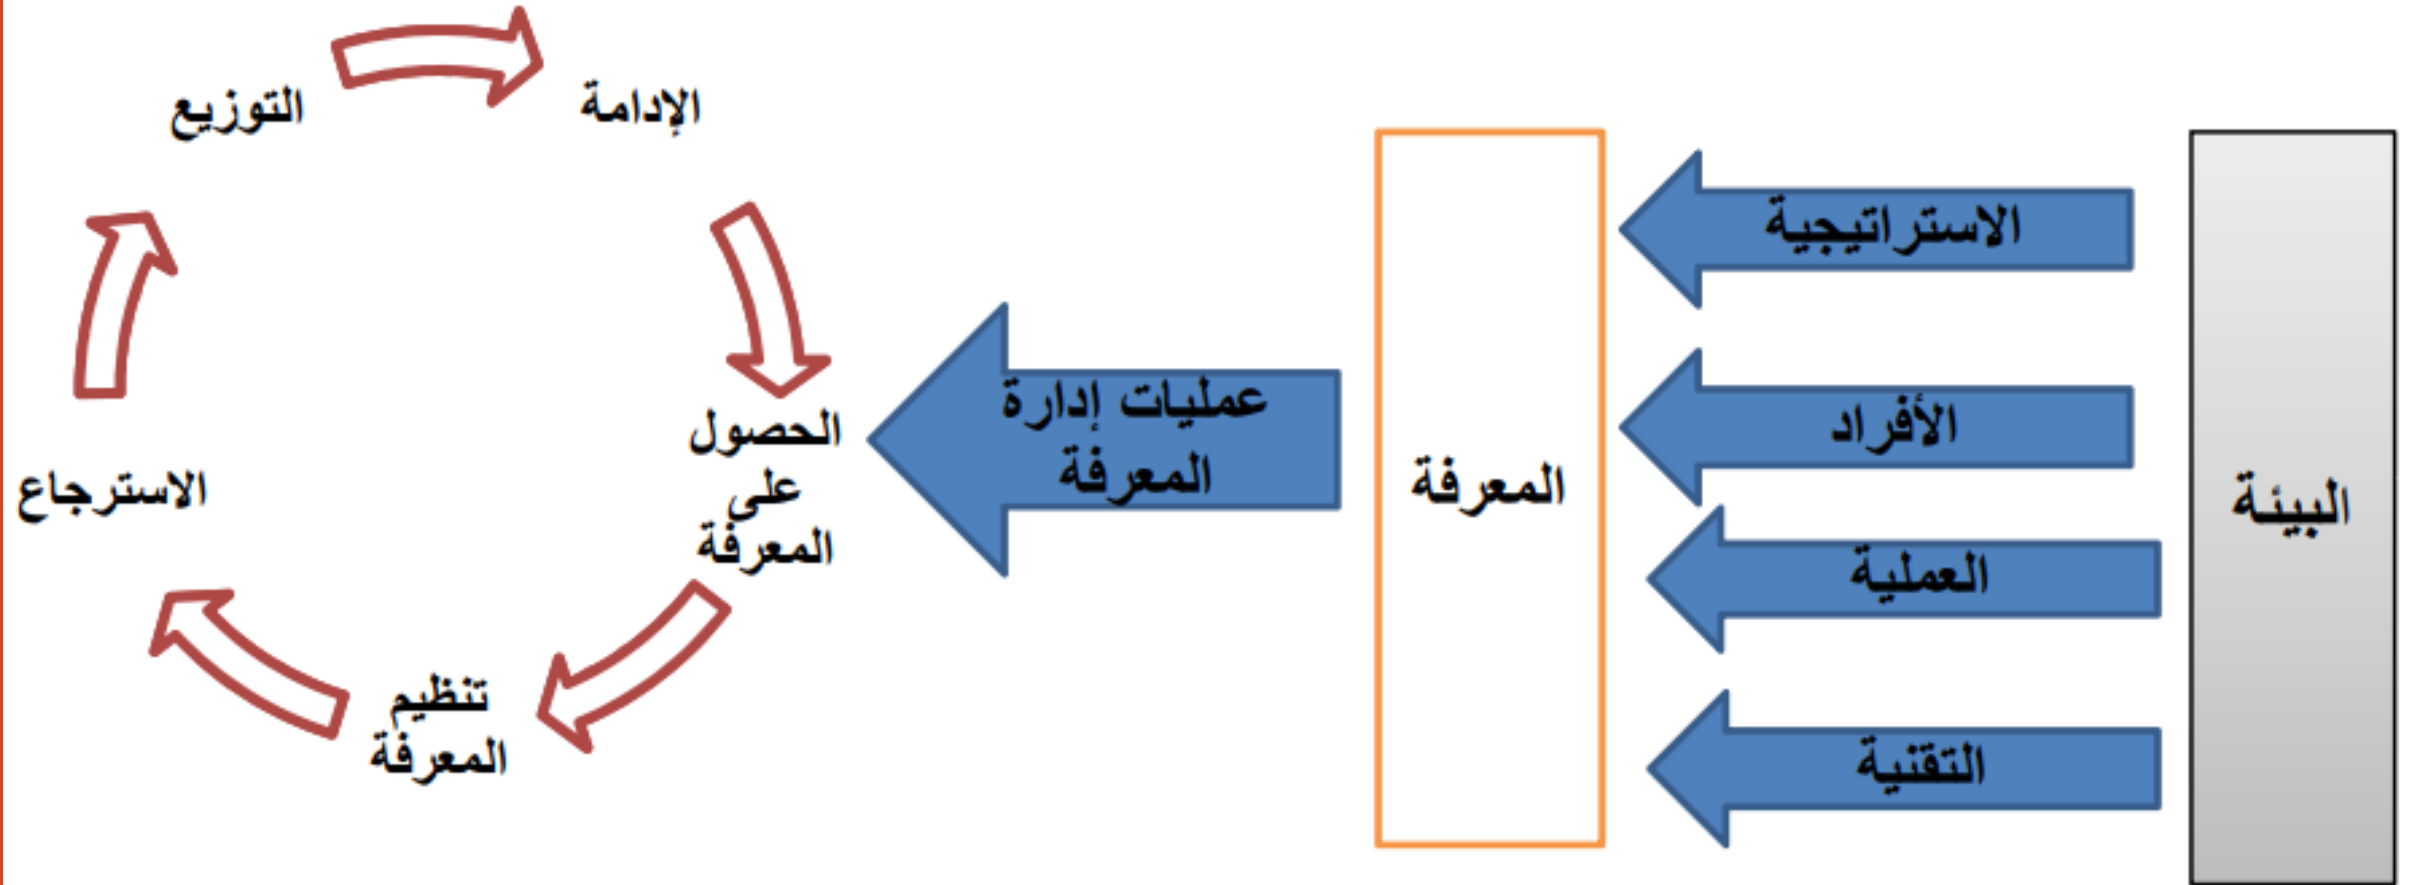 البيئة
الاستراتيجية
الأفراد
العملية
التقنية
المعرفة
عمليات إدارة
المعرفة
الحصول
على
المعرفة
تنظيم
المعرفة
الاسترجاع
التوزيع
الإدامة